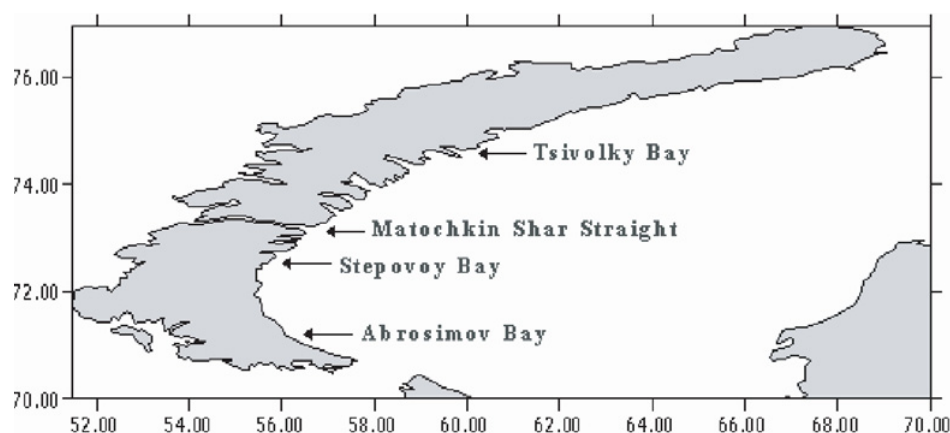 76.00
Tsivolky Bay
74.00
Matochkin Shar Straight
Stepovoy Bay
72.00
Abrosimov Bay
70.00
52.00 54.00 56.00 58.00 60.00 62.00 64.00 66.00 68.00 70.00